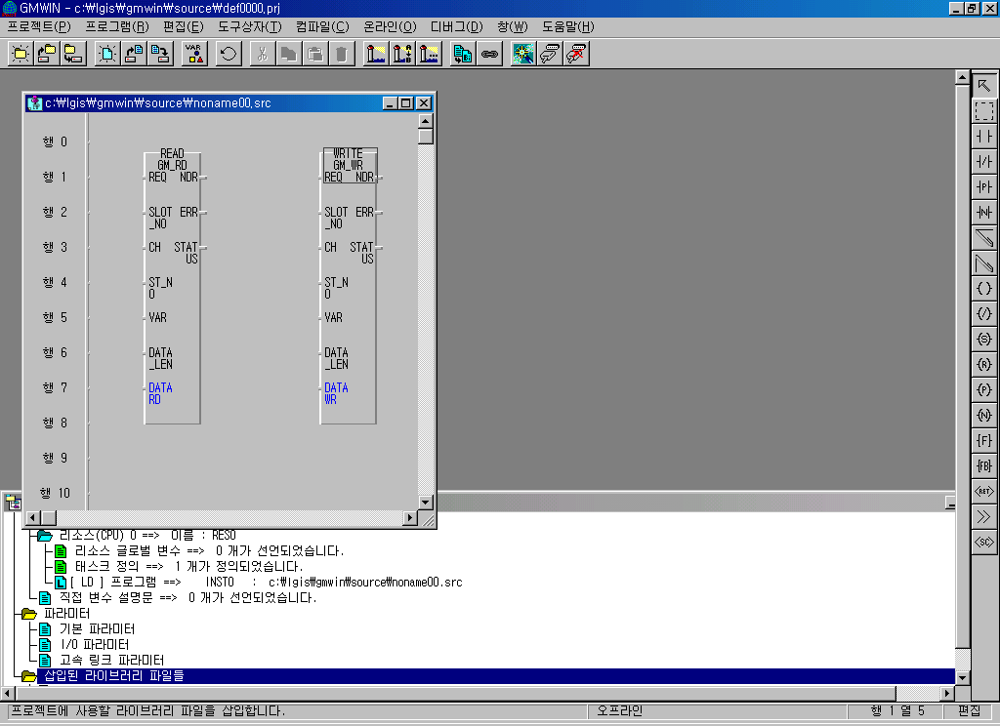 GMWIN - c:₩lgis₩gmwin₩source₩def0000.prj
프로젝트(P) 프로그램(R) 편집(E) 도구상자(T) 컴파일(C) 온라인(O) 디버그(D) 창(W) 도움말(H)
VAR
c:₩lgis₩gmwin₩source₩noname00.src
행 0
READ WRITE
GM_RD GM_WR
행 1 REQ NDR REQ NDR
행 2 SLOT ERR SLOT ERR
_NO _NO
행 3 CH STAT CH STAT
US US
행 4 ST_N ST_N
O O
행 5 VAR VAR
행 6 DATA DATA
_LEN _LEN
행 7 DATA DATA
RD WR
행 8
행 9
행 10
리소스(CPU) 0 ==> 이름 : RES0
리소스 글로벌 변수 ==> 0 개가 선언되었습니다.
태스크 정의 ==> 1 개가 정의되었습니다.
[ LD ] 프로그램 ==> INST0 : c:₩lgis₩gmwin₩source₩noname00.src
직접 변수 설명문 ==> 0 개가 선언되었습니다.
파라미터
기본 파라미터
I/O 파라미터
고속 링크 파라미터
삽입된 라이브러리 파일들
P
N
( )
(/)
(S)
(R)
(P)
(N)
{F}
{FB}
<RET>
>>
<SC>
프로젝트에 사용할 라이브러리 파일을 삽입합니다. 오프라인 행 1 열 5 편집